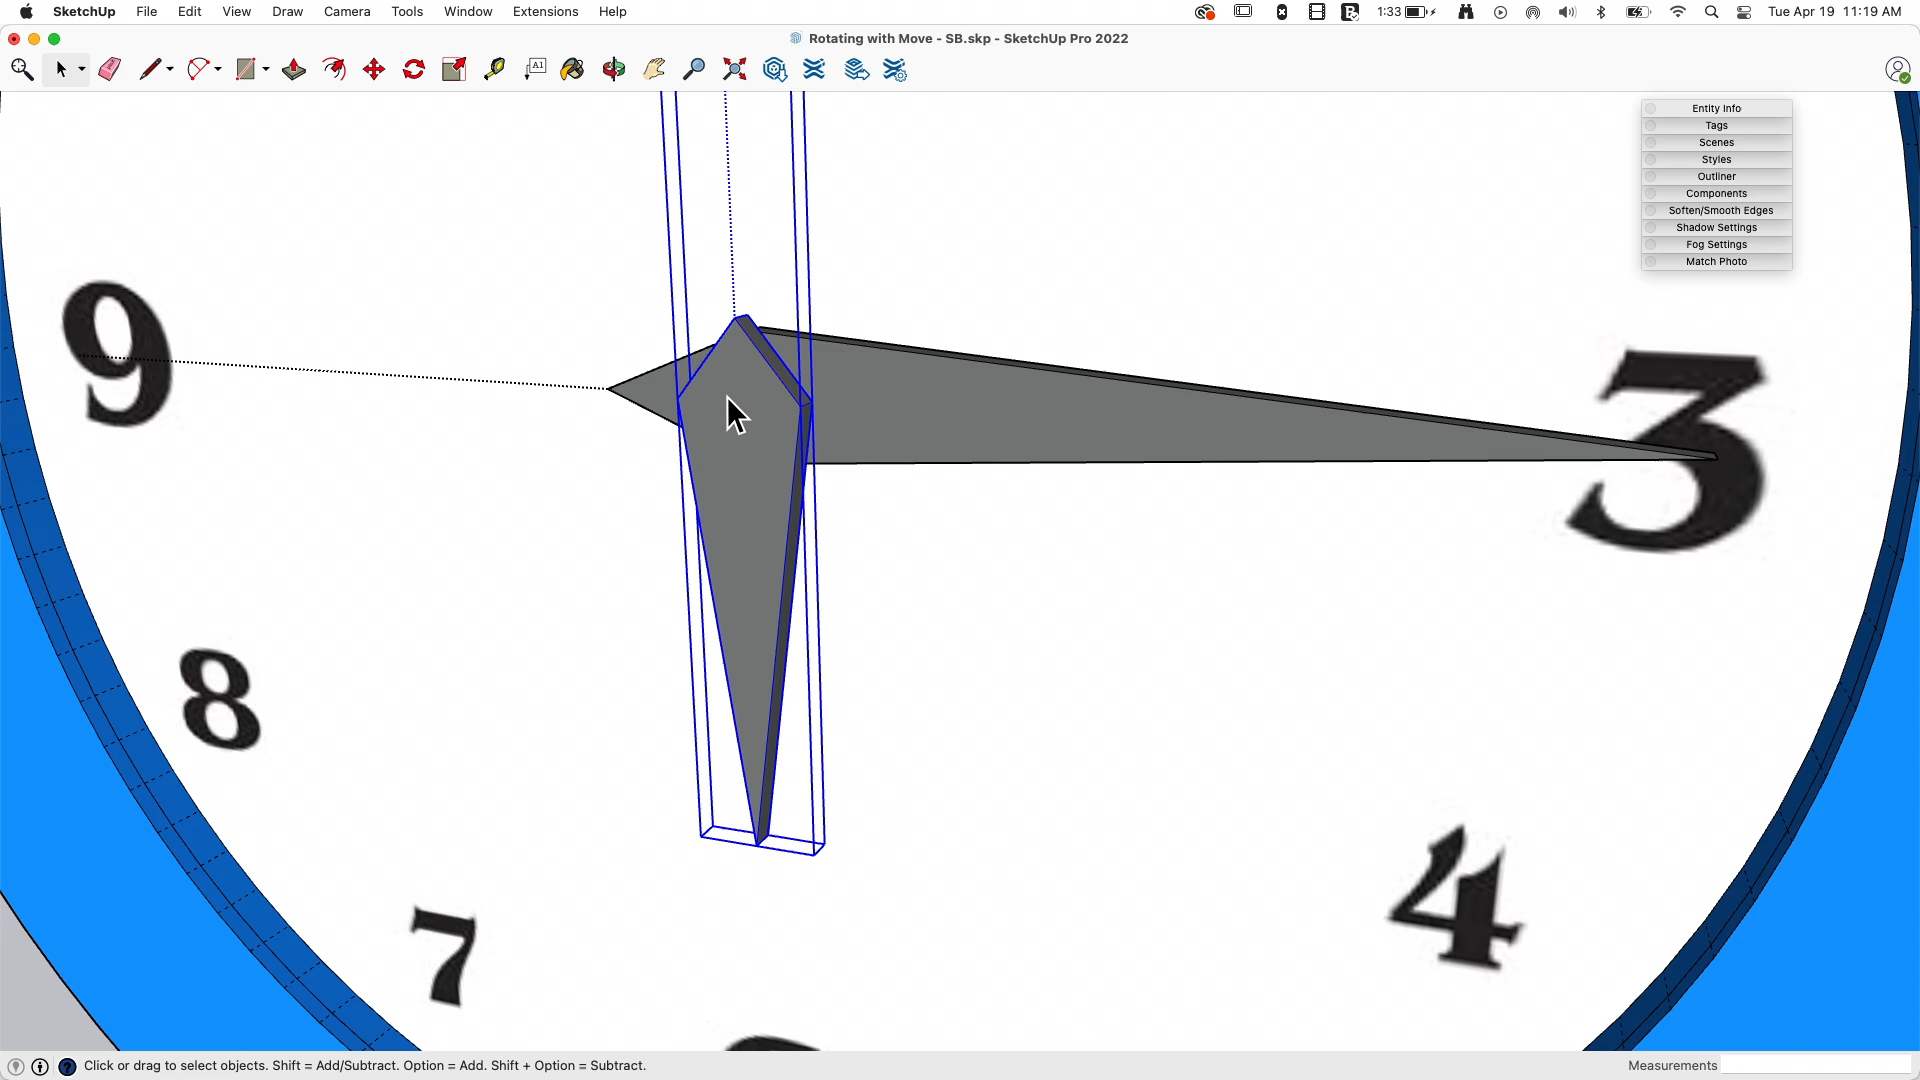 SketchUp File Edit View Draw Camera Tools Window Extensions Help 1:33 Tue Apr 19 11:19 AM
Rotating with Move - SB.skp - SketchUp Pro 2022
A1
Entity Info
Tags
Scenes
Styles
Outliner
Components
Soften/Smooth Edges
Shadow Settings
Fog Settings
Match Photo
9
3
8
4
7
Click or drag to select objects. Shift = Add/Subtract. Option = Add. Shift + Option = Subtract. Measurements